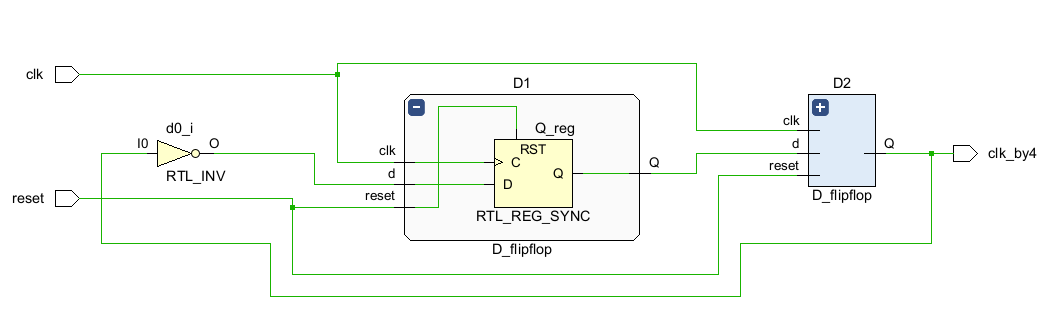 D1
D2
clk
d0_i
Q_reg
clk
I0
O
RST
clk
C
d
Q
Q
d
Q
clk_by4
RTL_INV
D
reset
reset
reset
RTL_REG_SYNC
D_flipflop
D_flipflop